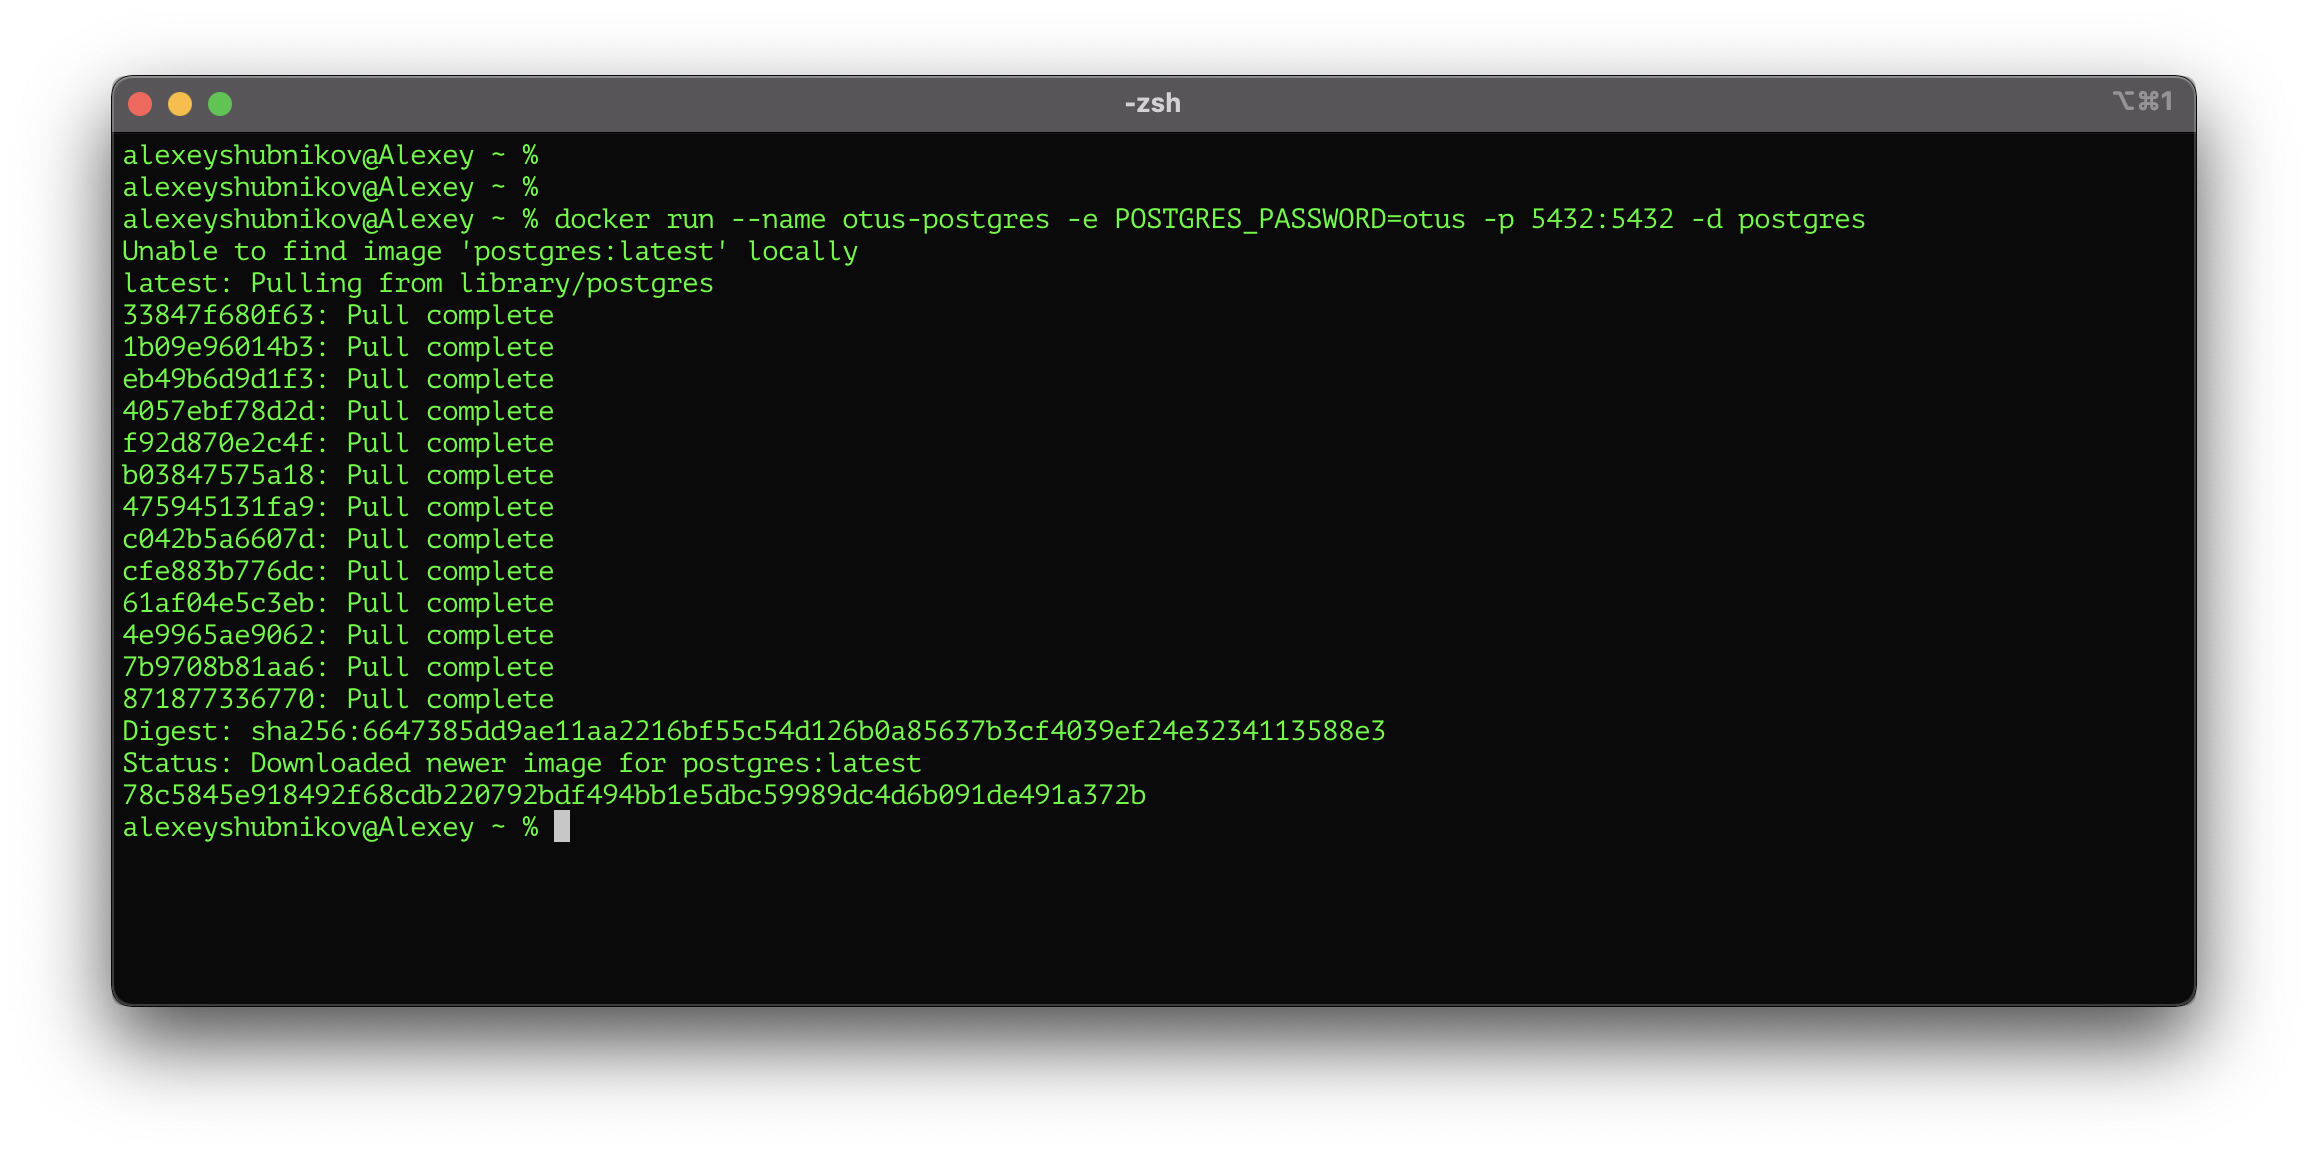 -zsh
⌥⌘1
alexeyshubnikov@Alexey ~ %
alexeyshubnikov@Alexey ~ %
alexeyshubnikov@Alexey ~ % docker run --name otus-postgres -e POSTGRES_PASSWORD=otus -p 5432:5432 -d postgres
Unable to find image 'postgres:latest' locally
latest: Pulling from library/postgres
33847f680f63: Pull complete
1b09e96014b3: Pull complete
eb49b6d9d1f3: Pull complete
4057ebf78d2d: Pull complete
f92d870e2c4f: Pull complete
b03847575a18: Pull complete
475945131fa9: Pull complete
c042b5a6607d: Pull complete
cfe883b776dc: Pull complete
61af04e5c3eb: Pull complete
4e9965ae9062: Pull complete
7b9708b81aa6: Pull complete
871877336770: Pull complete
Digest: sha256:6647385dd9ae11aa2216bf55c54d126b0a85637b3cf4039ef24e3234113588e3
Status: Downloaded newer image for postgres:latest
78c5845e918492f68cdb220792bdf494bb1e5dbc59989dc4d6b091de491a372b
alexeyshubnikov@Alexey ~ %